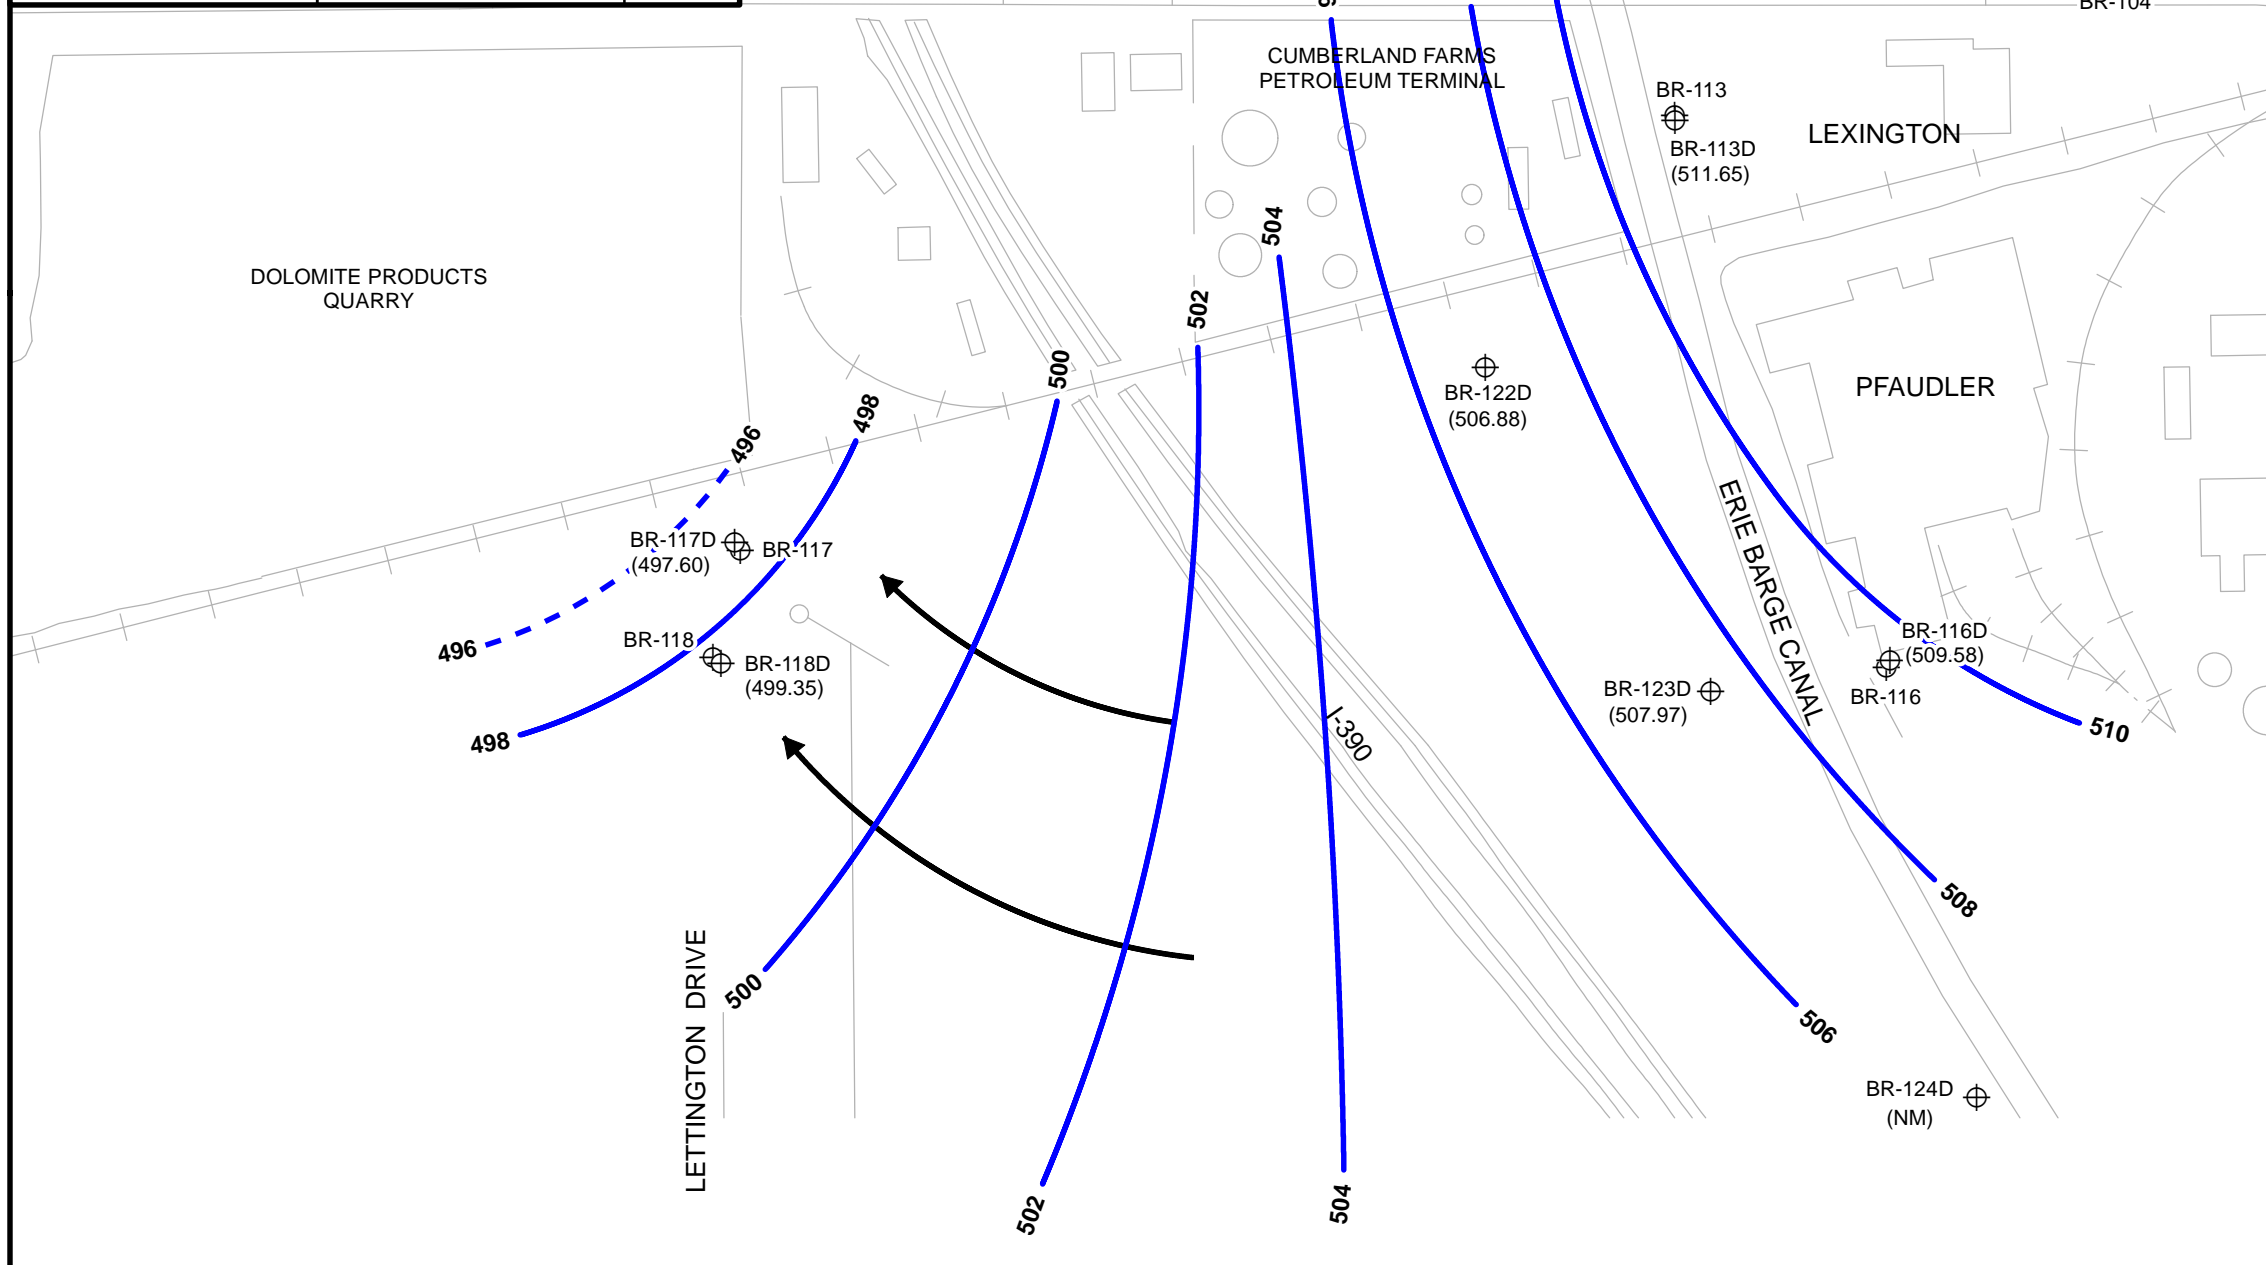 BR-104
CUMBERLAND FARMS
PETROLEUM TERMINAL
BR-113
BR-113D
(511.65)
LEXINGTON
DOLOMITE PRODUCTS
QUARRY
504
502
500
498
496
BR-122D
(506.88)
PFAUDLER
ERIE BARGE CANAL
BR-117D
(497.60)
BR-117
496
BR-118
BR-118D
(499.35)
498
BR-116D
(509.58)
BR-116
BR-123D
(507.97)
I-390
510
508
500
LETTINGTON DRIVE
506
BR-124D
(NM)
502
504